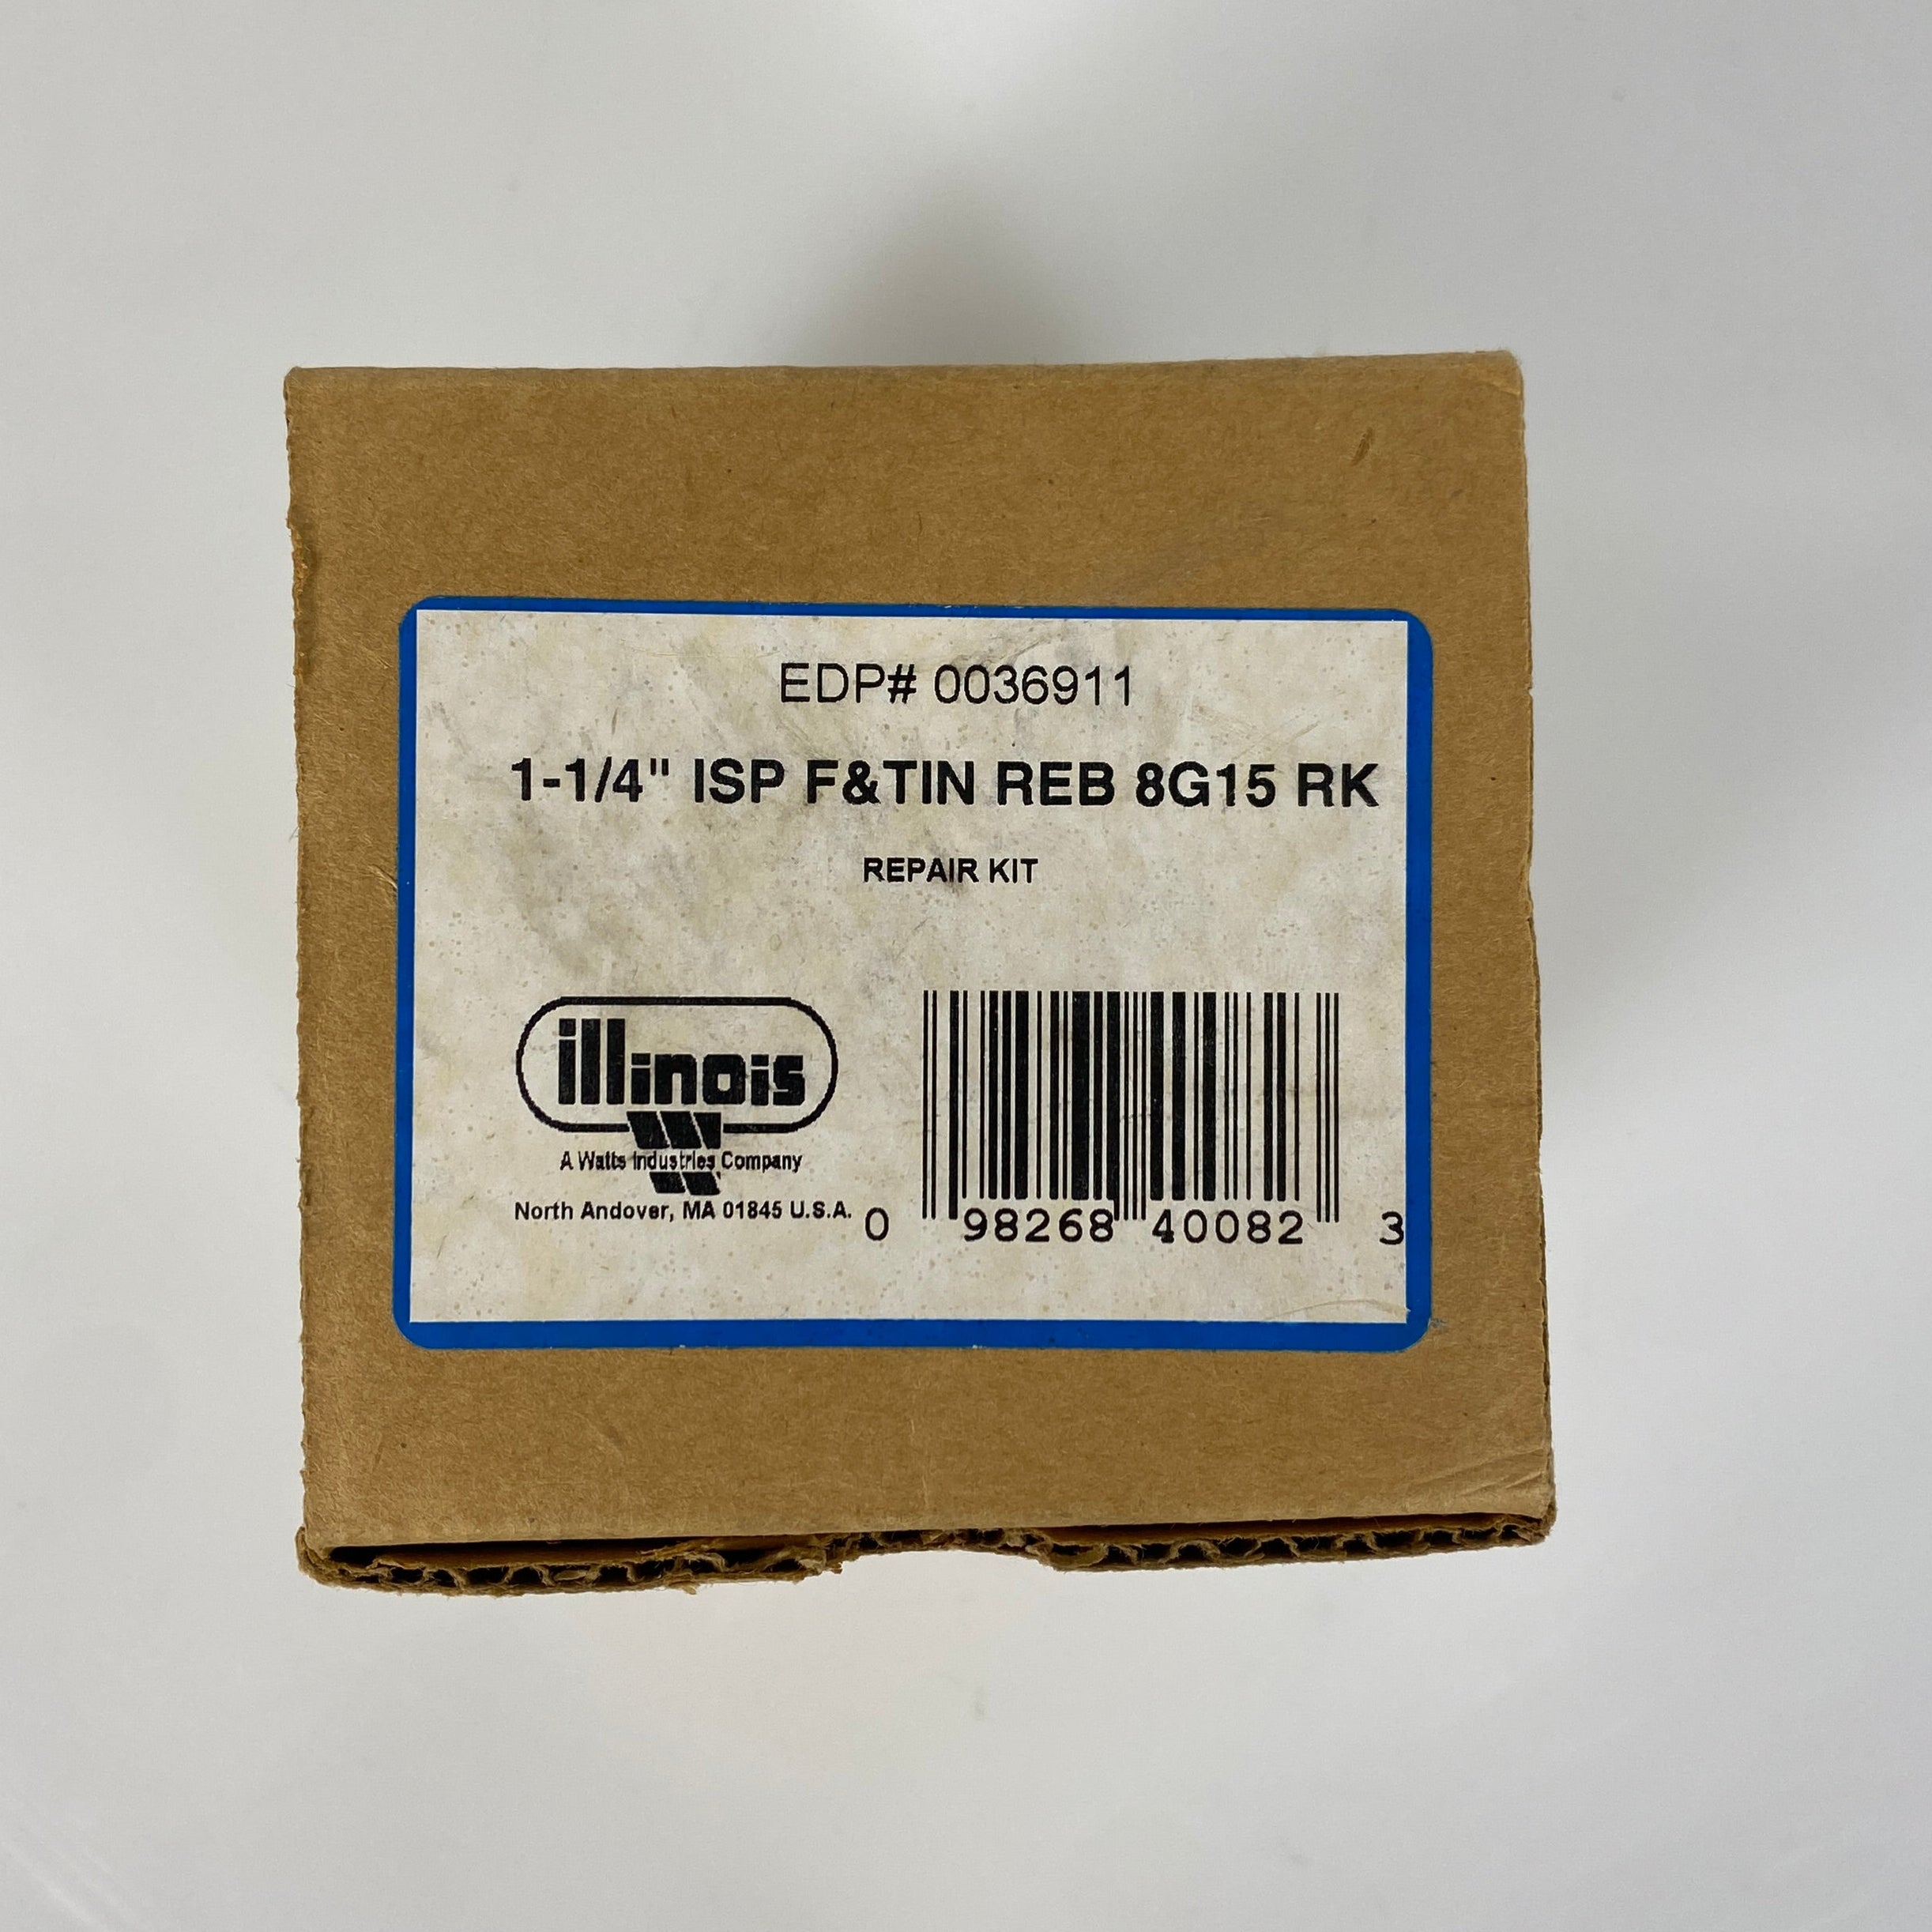 EDP# 0036911
1-1/4" ISP F&TIN REB 8G15 RK
REPAIR KIT
illinois
A Watts Industries Company
North Andover, MA 01845 U.S.A.
0 98268 40082 3